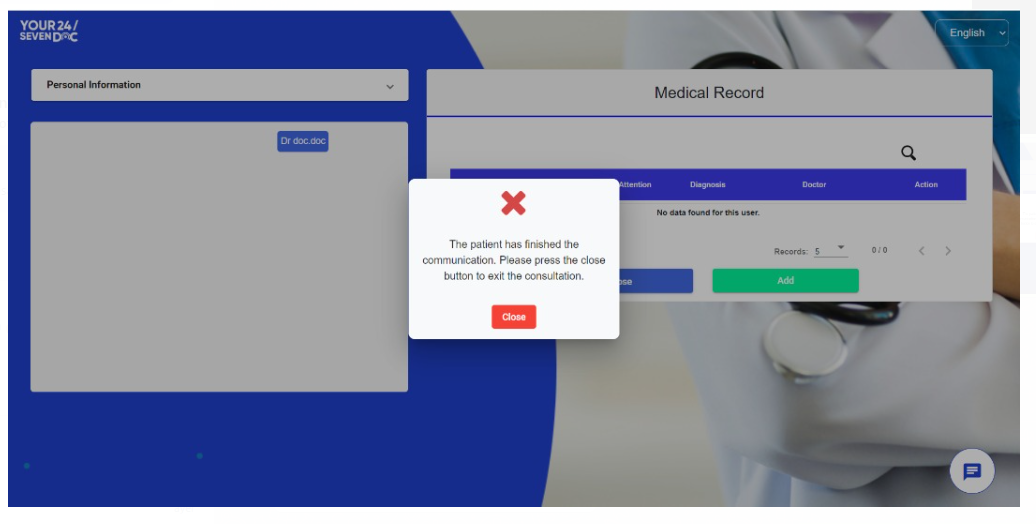 YOUR 24/
SEVEN DOC
English
Personal Information
Medical Record
Dr doc.doc
Attention Diagnosis Doctor Action
No data found for this user.
The patient has finished the
communication. Please press the close
button to exit the consultation.
Records: 5 0 / 0
Add
Close